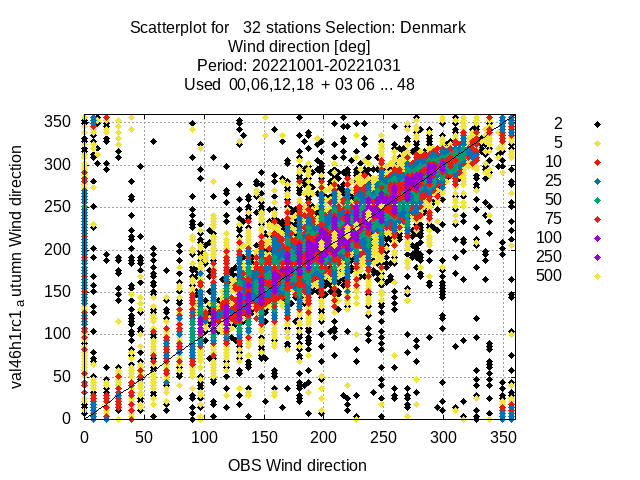 Scatterplot for 32 stations Selection: Denmark
Wind direction [deg]
Period: 20221001-20221031
Used 00,06,12,18 + 03 06 ... 48
val46h1rc1 a utumn Wind direction
350
300
250
200
150
100
50
0
0 50 100 150 200 250 300 350
OBS Wind direction
2
5
10
25
50
75
100
250
500